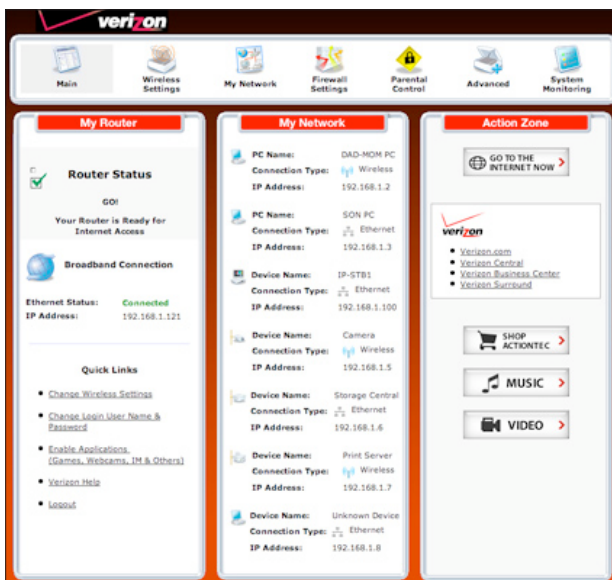 verizon
Main
Wireless
Settings
My Network
Firewall
Settings
Parental
Control
Advanced
System
Monitoring
My Router
Router Status
GO!
Your Router is Ready for
Internet Access
Broadband Connection
Ethernet Status: Connected
IP Address: 192.168.1.121
Quick Links
Change Wireless Settings
Change Login User Name &
Password
Enable Applications
(Games, Webcams, IM & Others)
Verizon Help
Logout
My Network
PC Name: DAD-MOM PC
Connection Type: Wireless
IP Address: 192.168.1.2
PC Name: SON PC
Connection Type: Ethernet
IP Address: 192.168.1.3
Device Name: IP-STB1
Connection Type: Ethernet
IP Address: 192.168.1.100
Device Name: Camera
Connection Type: Wireless
IP Address: 192.168.1.5
Device Name: Storage Central
Connection Type: Ethernet
IP Address: 192.168.1.6
Device Name: Print Server
Connection Type: Wireless
IP Address: 192.168.1.7
Device Name: Unknown Device
Connection Type: Ethernet
IP Address: 192.168.1.8
Action Zone
GO TO THE
INTERNET NOW
verizon
Verizon.com
Verizon Central
Verizon Business Center
Verizon Surround
SHOP
ACTIONTEC
MUSIC
VIDEO